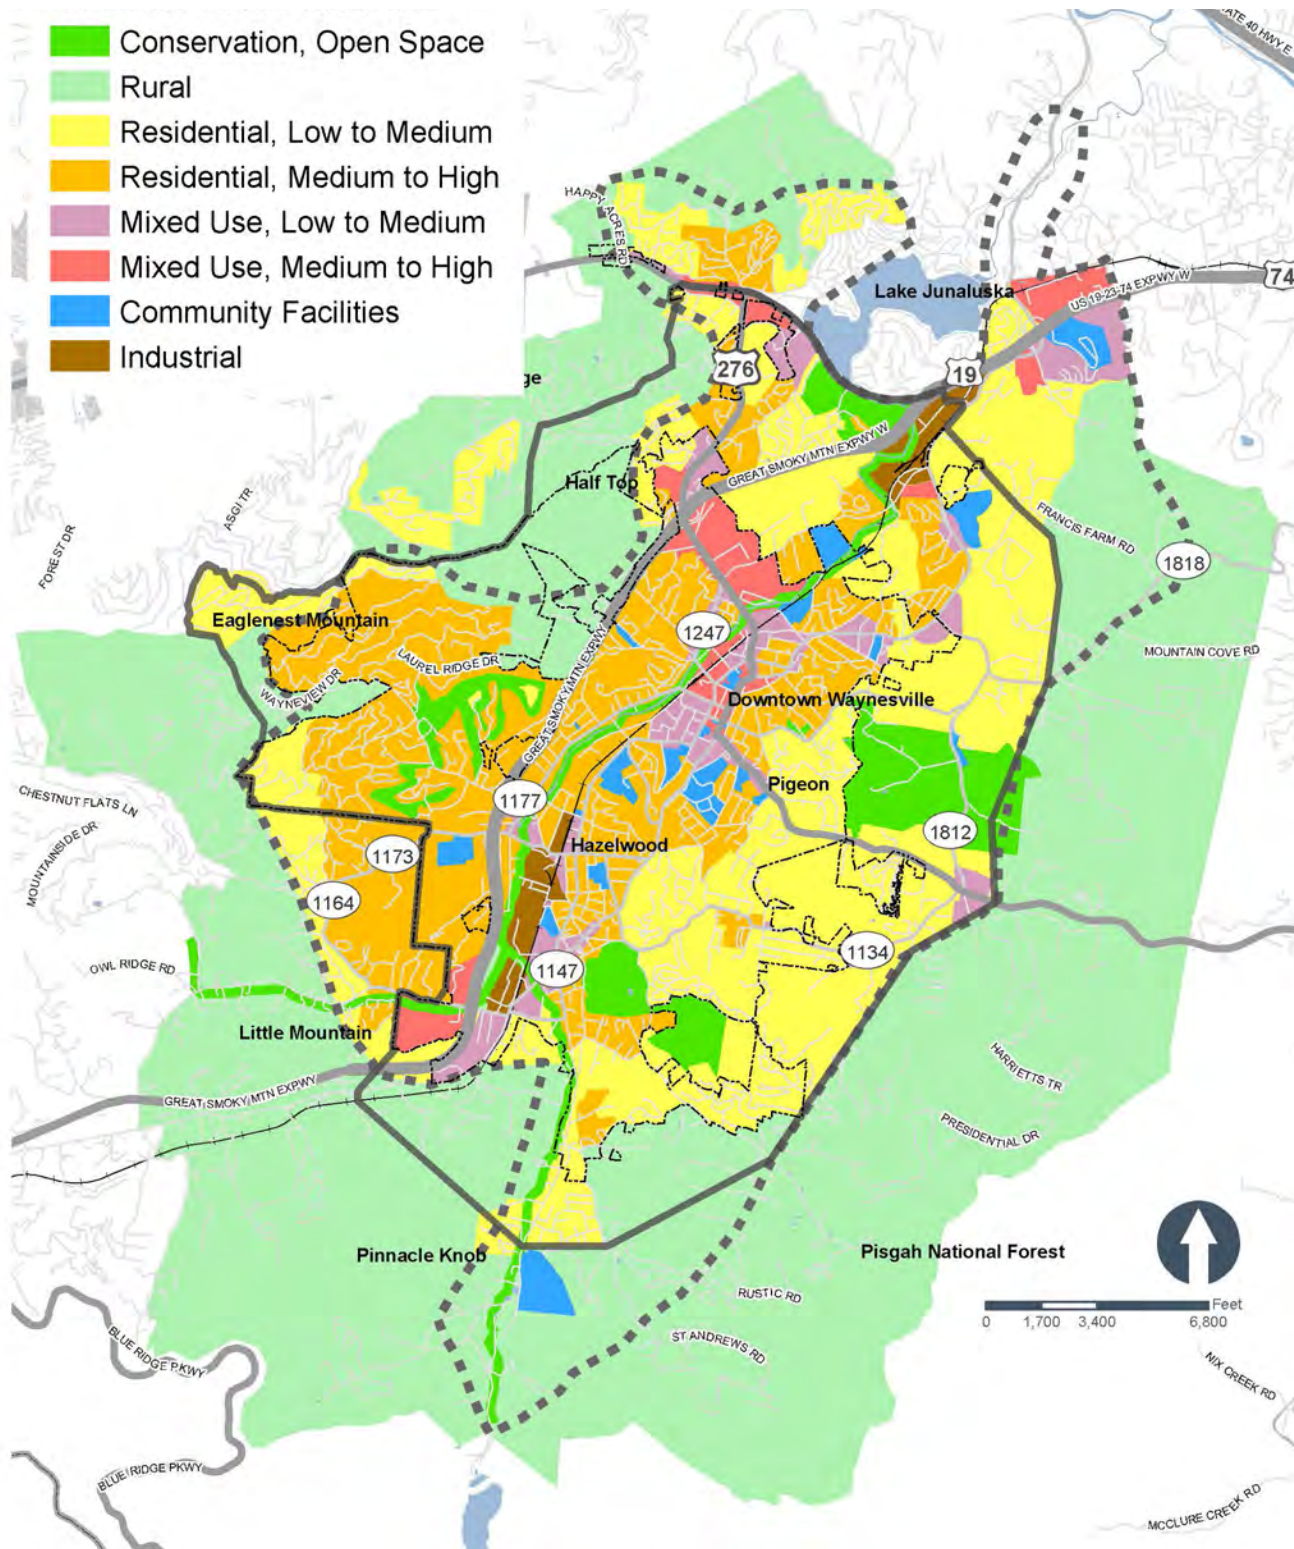 Conservation, Open Space
Rural
Residential, Low to Medium
Residential, Medium to High
Mixed Use, Low to Medium
Mixed Use, Medium to High
Community Facilities
Industrial
ATE 40 HWY E
HAPPY ACRES RD
Lake Junaluska
US 19-23-74 EXPWY W
74
276
19
ge
GREAT SMOKY MTN EXPWY W
Half Top
ASGI TR
FOREST DR
FRANCIS FARM RD
1818
Eaglenest Mountain
1247
GREAT SMOKY MTN EXPWY
LAUREL RIDGE DR
WAYNEVIEW DR
MOUNTAIN COVE RD
Downtown Waynesville
Pigeon
CHESTNUT FLATS LN
MOUNTAINSIDE DR
1177
1812
Hazelwood
1173
1164
1134
1147
OWL RIDGE RD
Little Mountain
HARRIETTS TR
GREAT SMOKY MTN EXPWY
PRESIDENTIAL DR
Pinnacle Knob
Pisgah National Forest
RUSTIC RD
Feet
0 1,700 3,400 6,800
ST ANDREWS RD
BLUE RIDGE PKWY
NIX CREEK RD
BLUE RIDGE PKWY
MCCLURE CREEK RD